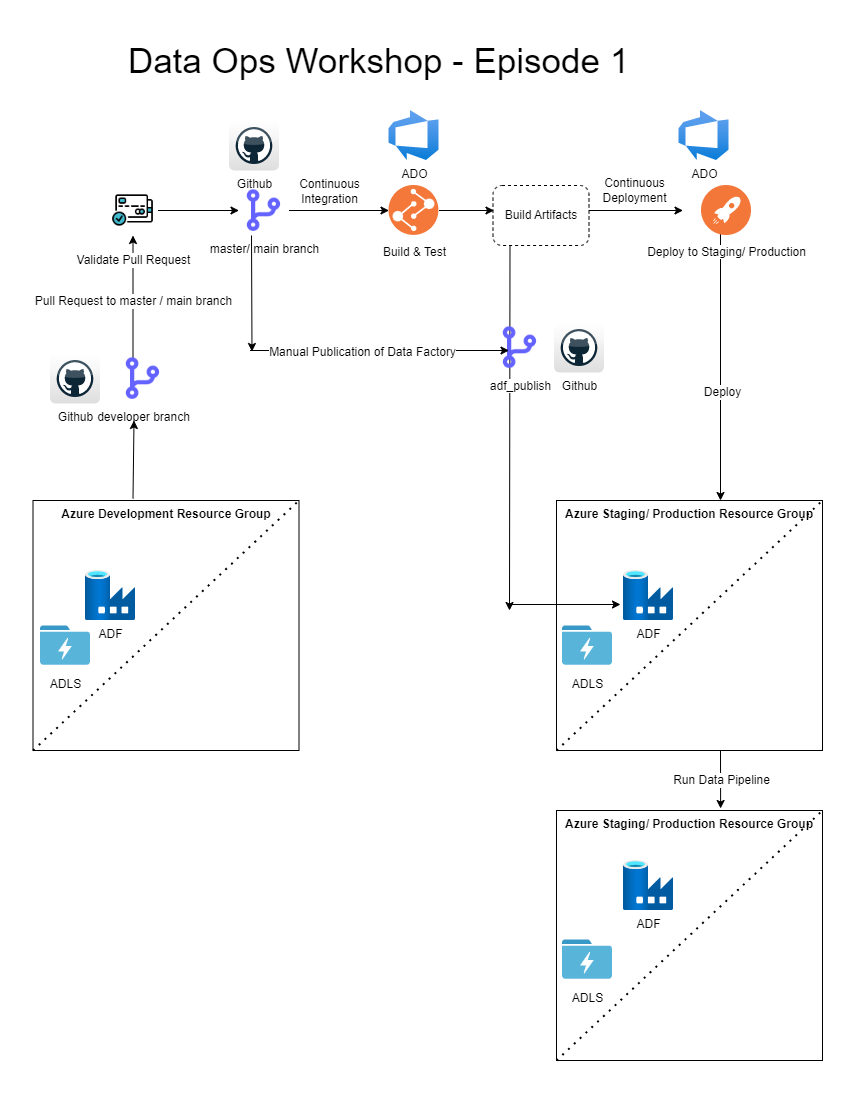 Data Ops Workshop - Episode 1
ADO
ADO
Github
Continuous
Integration
Continuous
Deployment
Build Artifacts
master/ main branch
Build & Test
Deploy to Staging/ Production
Validate Pull Request
Pull Request to master / main branch
Manual Publication of Data Factory
adf_publish
Github
Deploy
Github developer branch
Azure Development Resource Group
ADF
ADLS
Azure Staging/ Production Resource Group
ADF
ADLS
Run Data Pipeline
Azure Staging/ Production Resource Group
ADF
ADLS